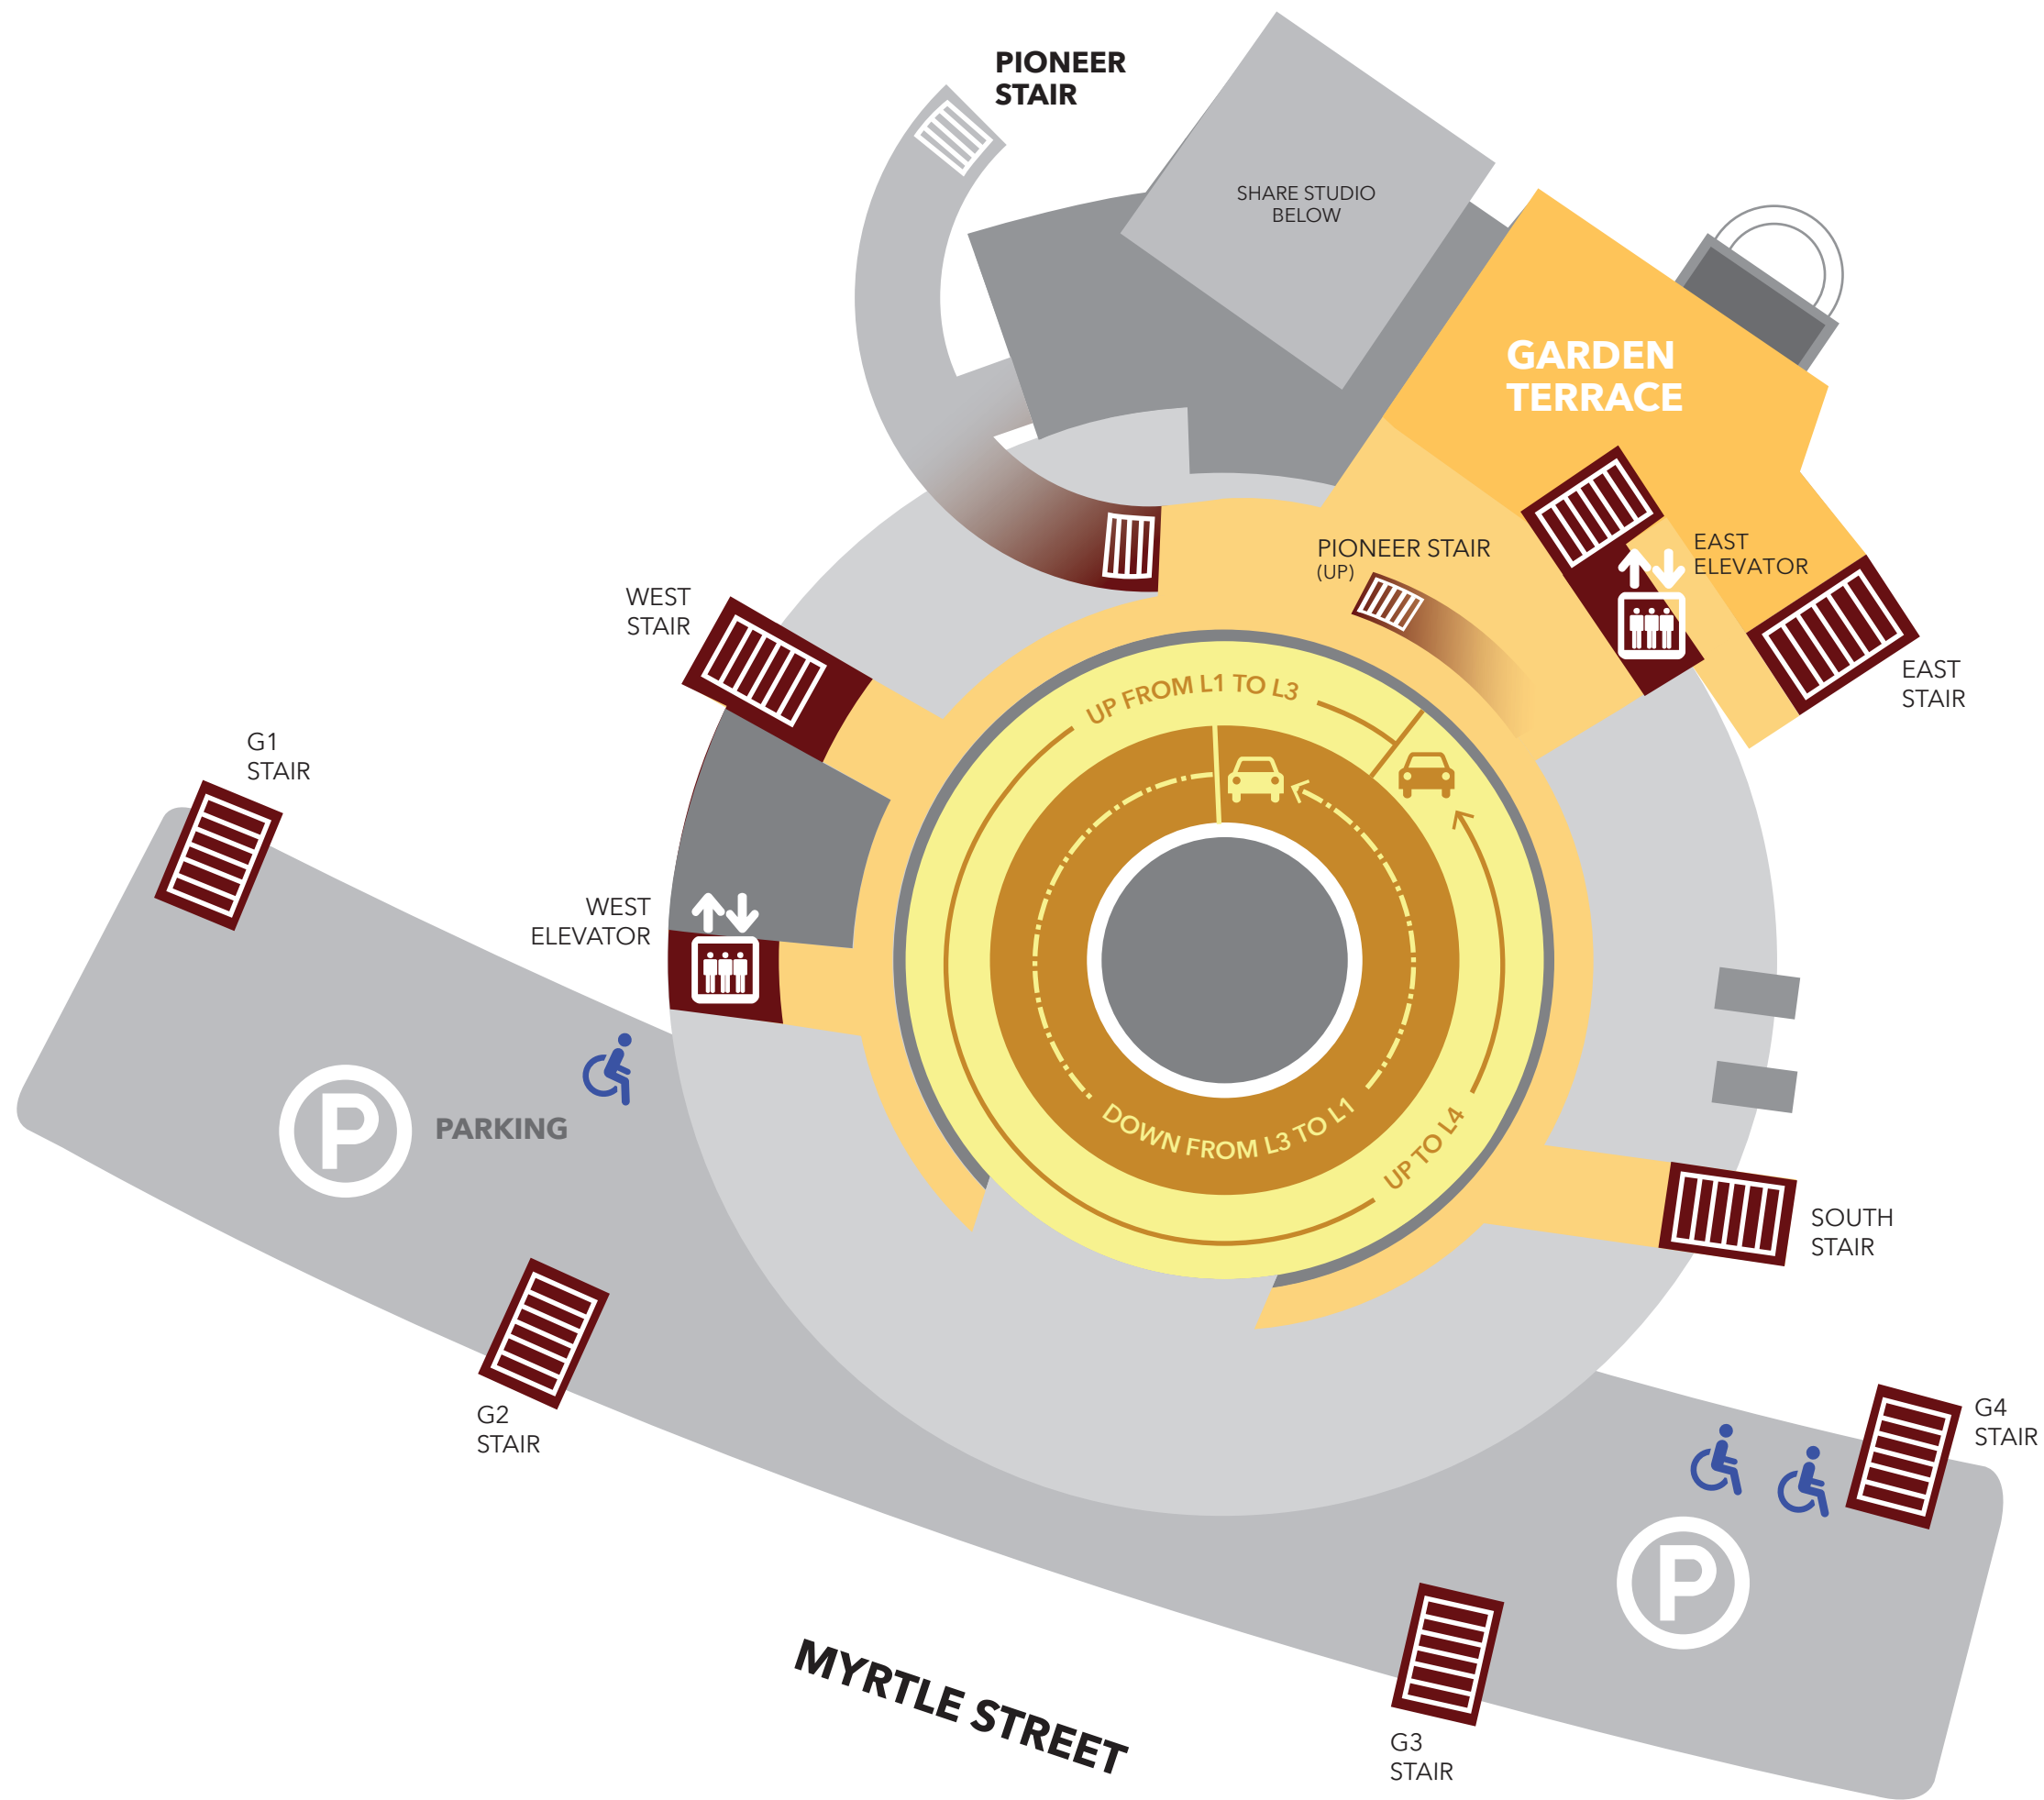 PIONEER
STAIR
SHARE STUDIO
BELOW
GARDEN
TERRACE
PIONEER STAIR
(UP)
EAST
ELEVATOR
WEST
STAIR
EAST
STAIR
UP FROM L1 TO L3
G1
STAIR
WEST
ELEVATOR
DOWN FROM L3 TO L1
UP TO L4
P
PARKING
SOUTH
STAIR
G2
STAIR
G4
STAIR
P
MYRTLE STREET
G3
STAIR